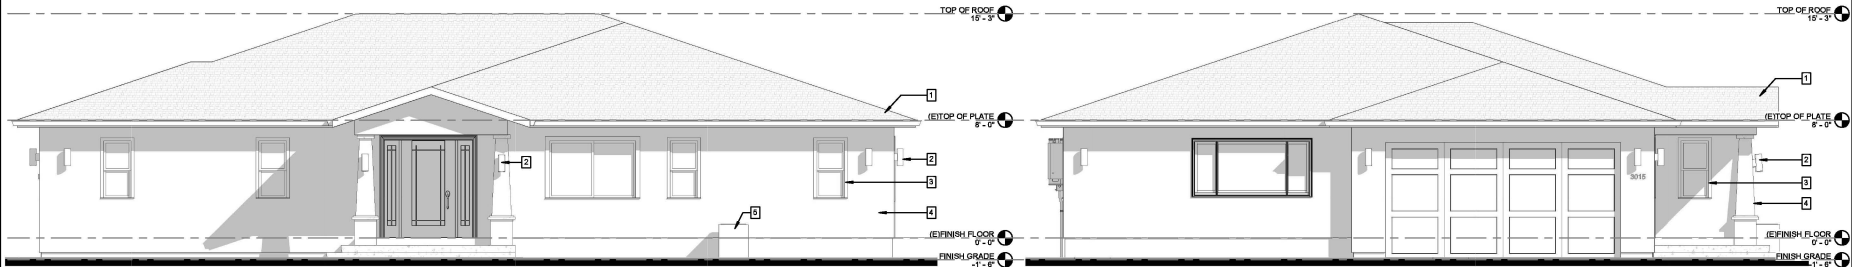 TOP OF ROOF
15' - 3"
1
(E)TOP OF PLATE
8' - 0"
2
2
3
4
5
(E)FINISH FLOOR
0' - 0"
FINISH GRADE
-1' - 6"
TOP OF ROOF
15' - 3"
1
(E)TOP OF PLATE
8' - 0"
2
3015
3
4
(E)FINISH FLOOR
0' - 0"
FINISH GRADE
-1' - 6"